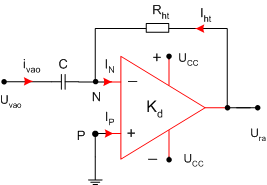 R_ht
I_ht
i_vao
C
I_N
+
U_CC
N
−
U_vao
K_d
I_P
P
+
U_ra
−
U_CC